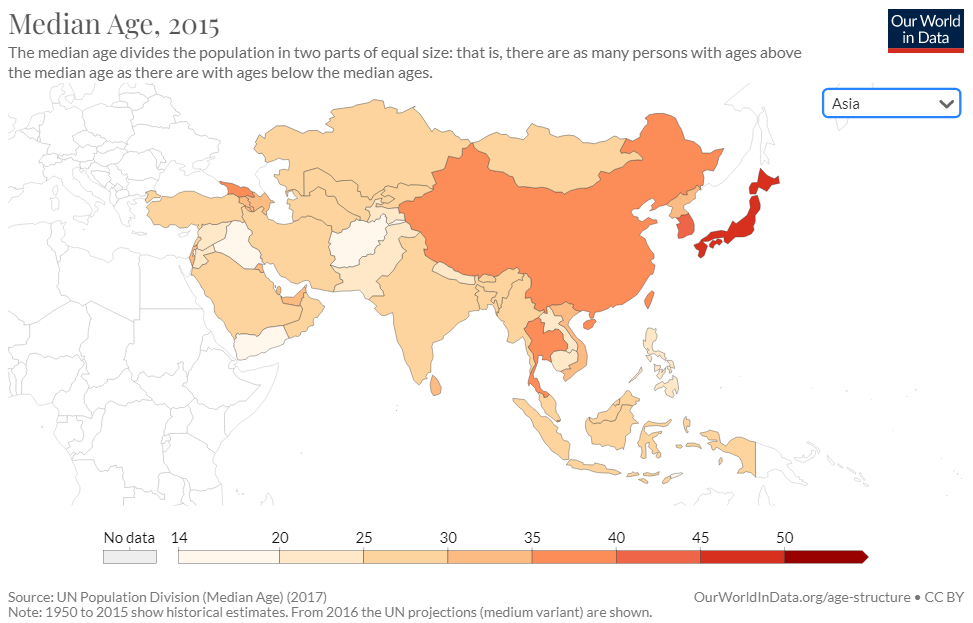 Median Age, 2015
Our World
in Data
The median age divides the population in two parts of equal size: that is, there are as many persons with ages above
the median age as there are with ages below the median ages.
Asia
No data 14 20 25 30 35 40 45 50
Source: UN Population Division (Median Age) (2017)
OurWorldInData.org/age-structure • CC BY
Note: 1950 to 2015 show historical estimates. From 2016 the UN projections (medium variant) are shown.